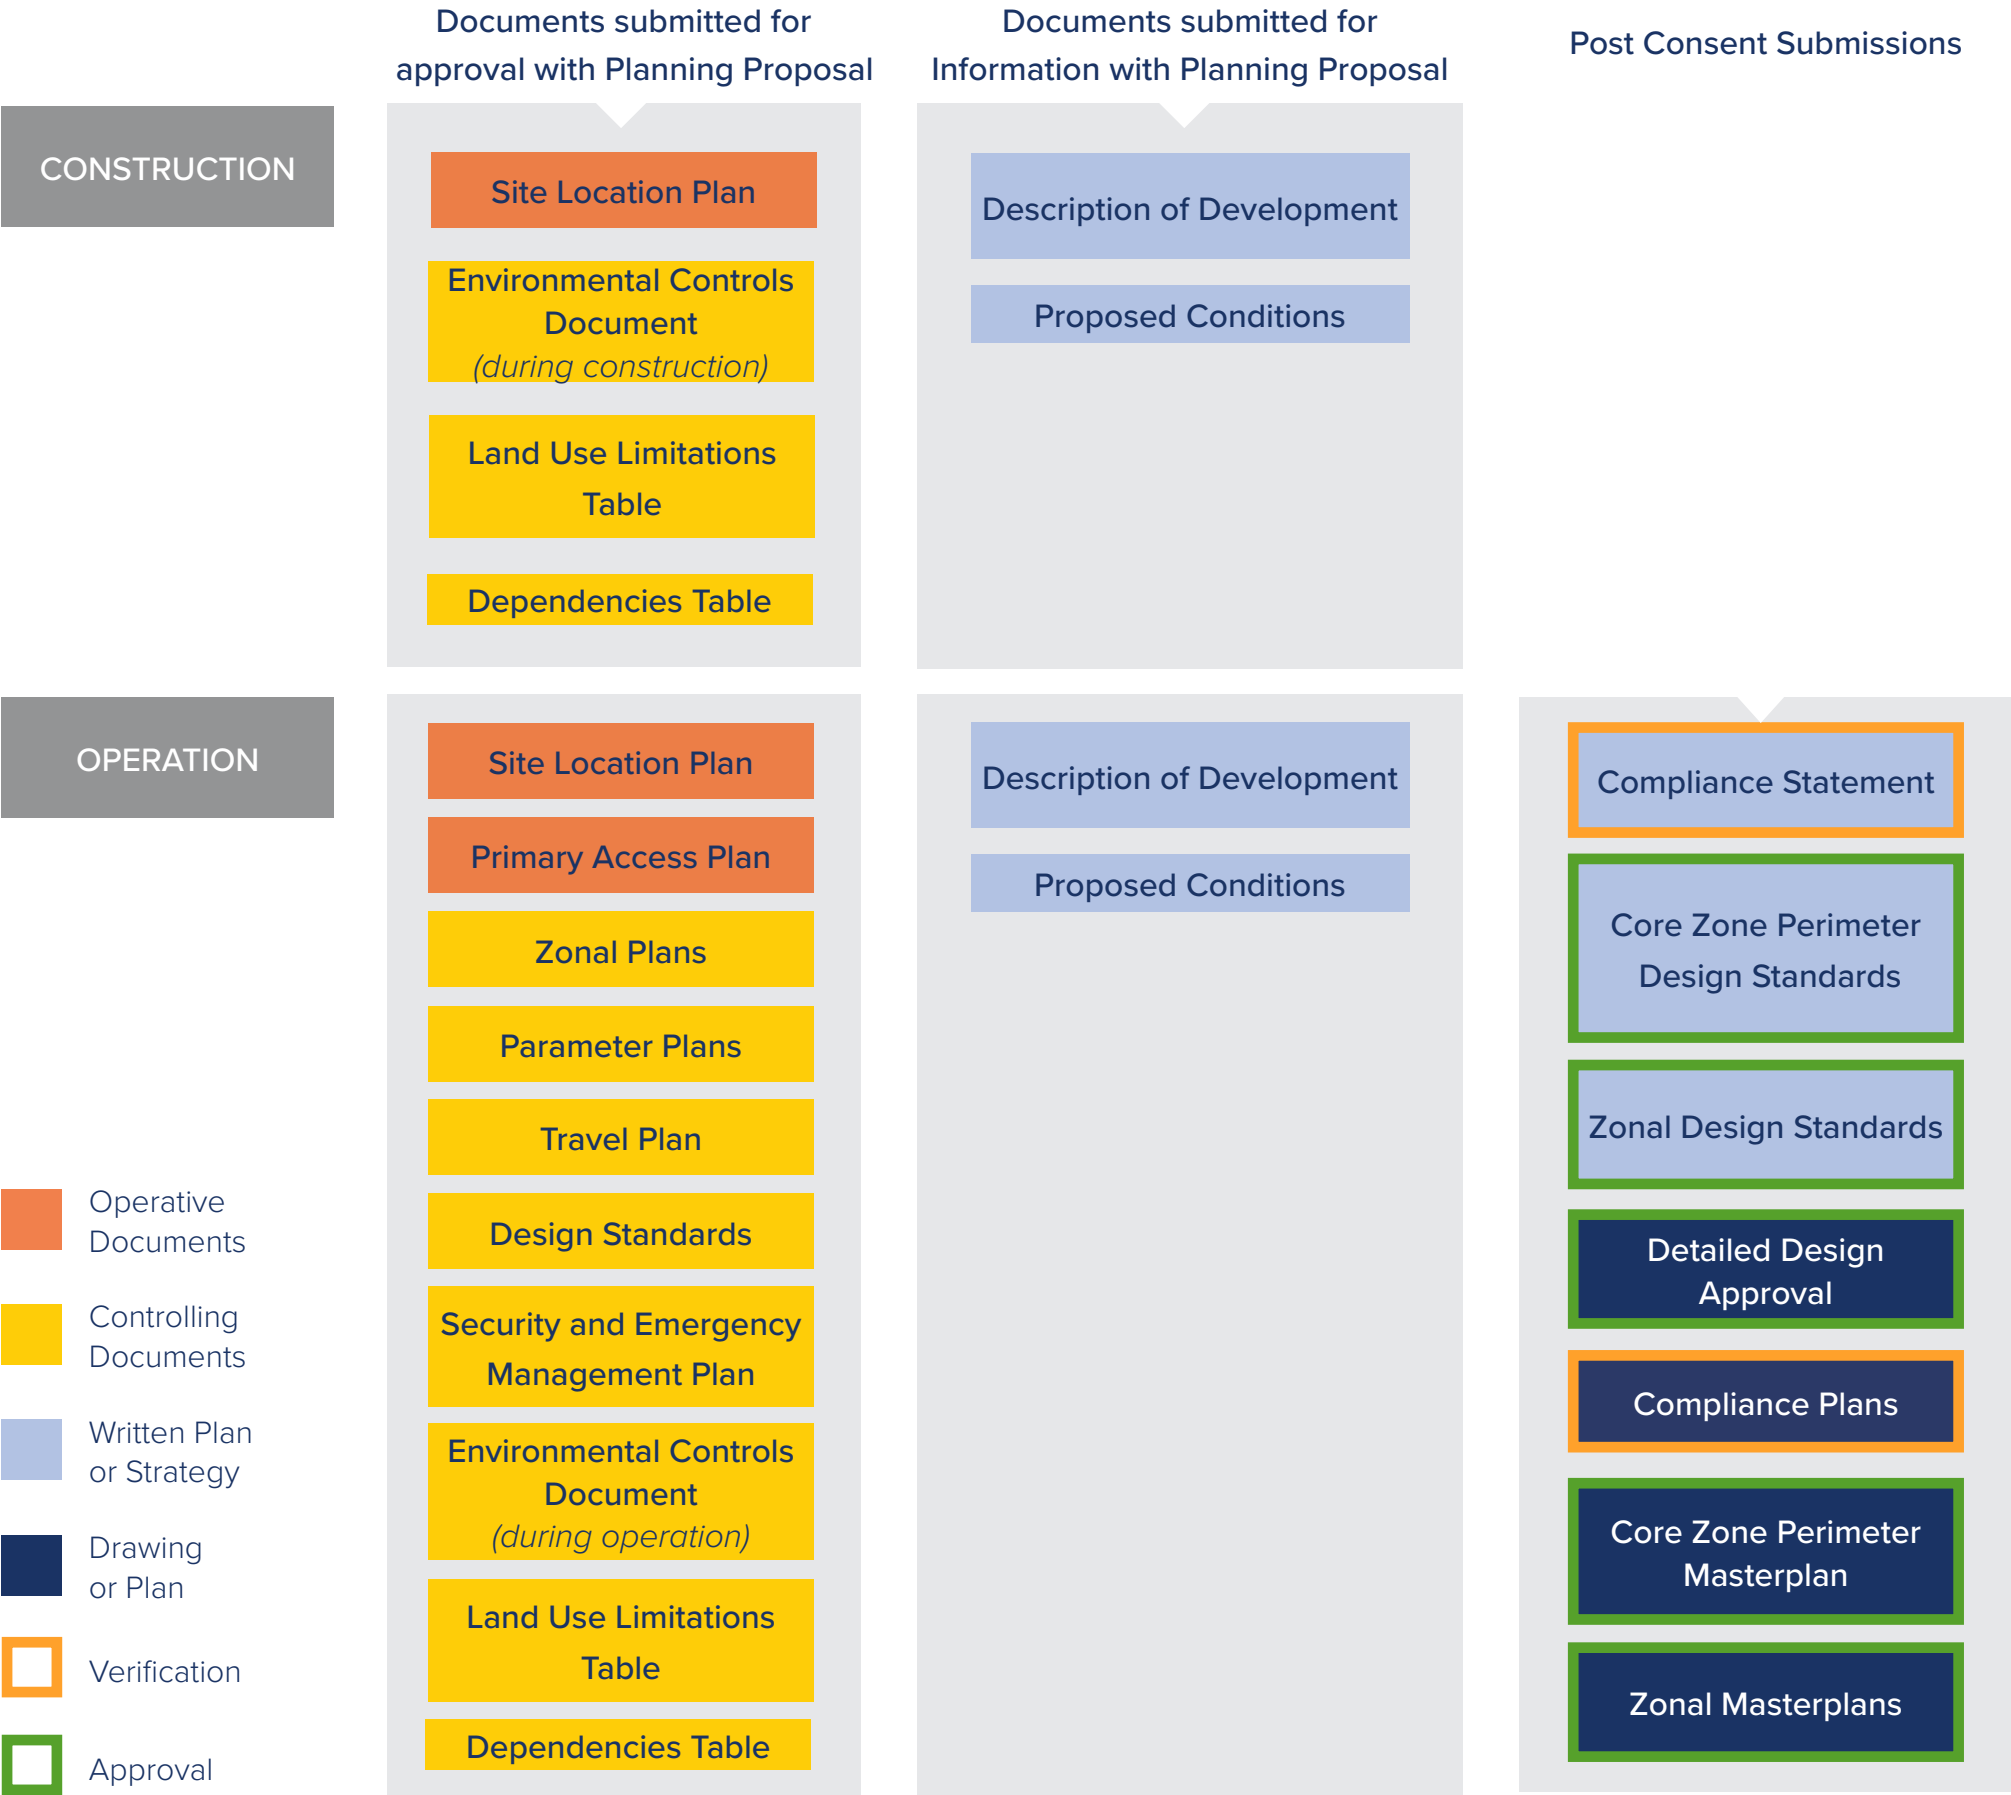 Documents submitted for
approval with Planning Proposal
Documents submitted for
Information with Planning Proposal
Post Consent Submissions
CONSTRUCTION
Site Location Plan
Environmental Controls
Document
(during construction)
Land Use Limitations
Table
Dependencies Table
Description of Development
Proposed Conditions
OPERATION
Site Location Plan
Primary Access Plan
Zonal Plans
Parameter Plans
Travel Plan
Design Standards
Security and Emergency
Management Plan
Environmental Controls
Document
(during operation)
Land Use Limitations
Table
Dependencies Table
Description of Development
Proposed Conditions
Compliance Statement
Core Zone Perimeter
Design Standards
Zonal Design Standards
Detailed Design
Approval
Compliance Plans
Core Zone Perimeter
Masterplan
Zonal Masterplans
Operative
Documents
Controlling
Documents
Written Plan
or Strategy
Drawing
or Plan
Verification
Approval